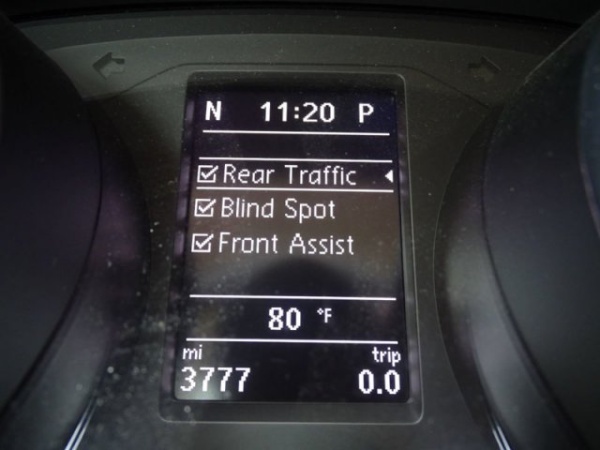 N 11:20 P
Rear Traffic
Blind Spot
Front Assist
80 °F
mi trip
3777 0.0